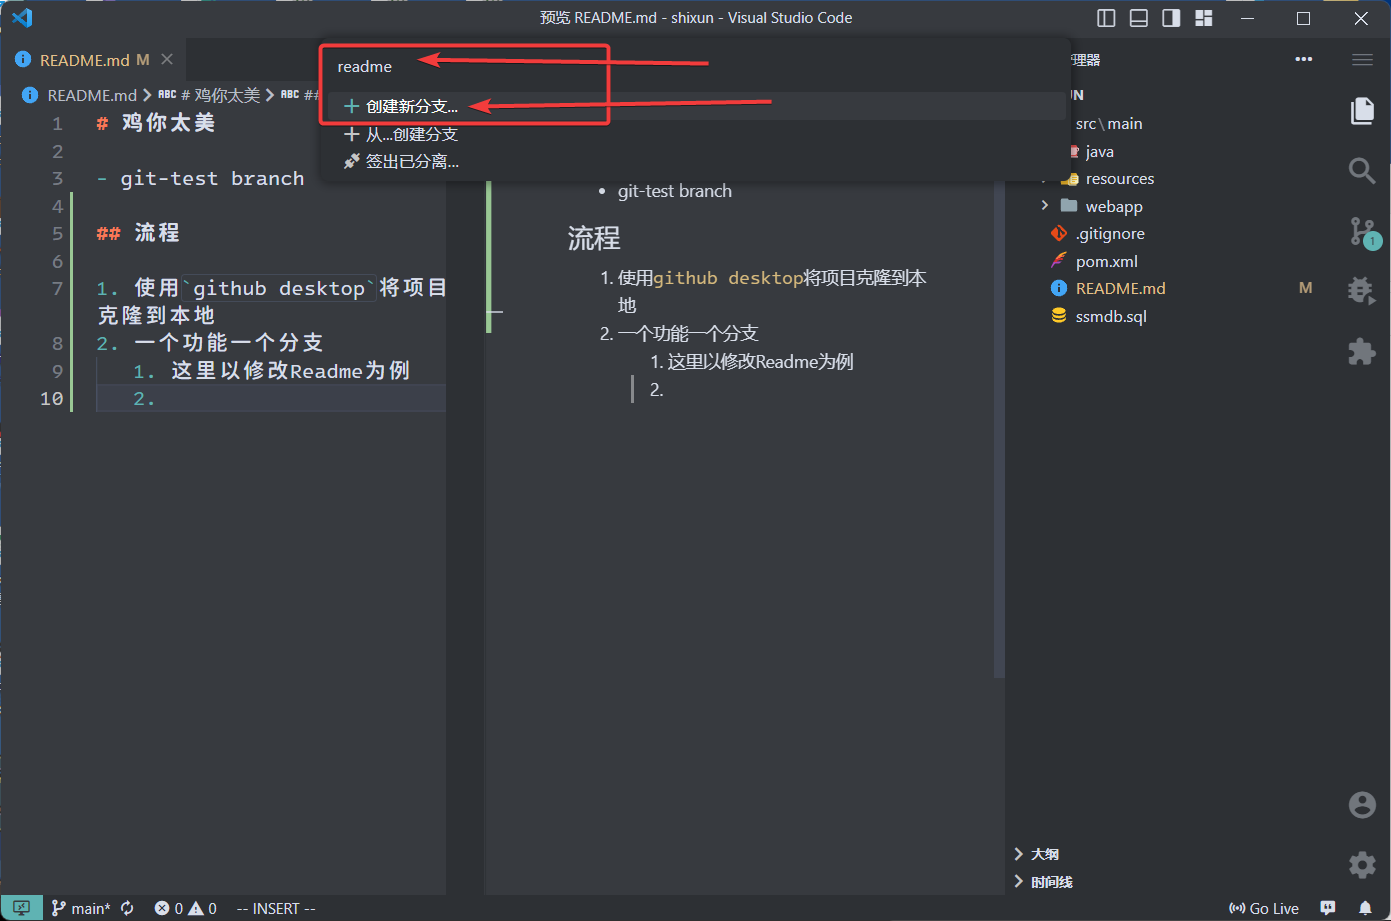 预览 README.md - shixun - Visual Studio Code
README.md M
README.md > ABC # 鸡你太美 > ABC ##
1 # 鸡你太美
2
3 - git-test branch
4
5 ## 流程
6
7 1. 使用`github desktop`将项目
克隆到本地
8 2. 一个功能一个分支
9 1. 这里以修改Readme为例
10 2.
readme
创建新分支...
从...创建分支
签出已分离...
• git-test branch
流程
1. 使用github desktop将项目克隆到本
地
2. 一个功能一个分支
1. 这里以修改Readme为例
2.
理器
UN
src\main
java
resources
webapp
.gitignore
pom.xml
README.md M
ssmdb.sql
1
大纲
时间线
main* 0 0 -- INSERT --
Go Live